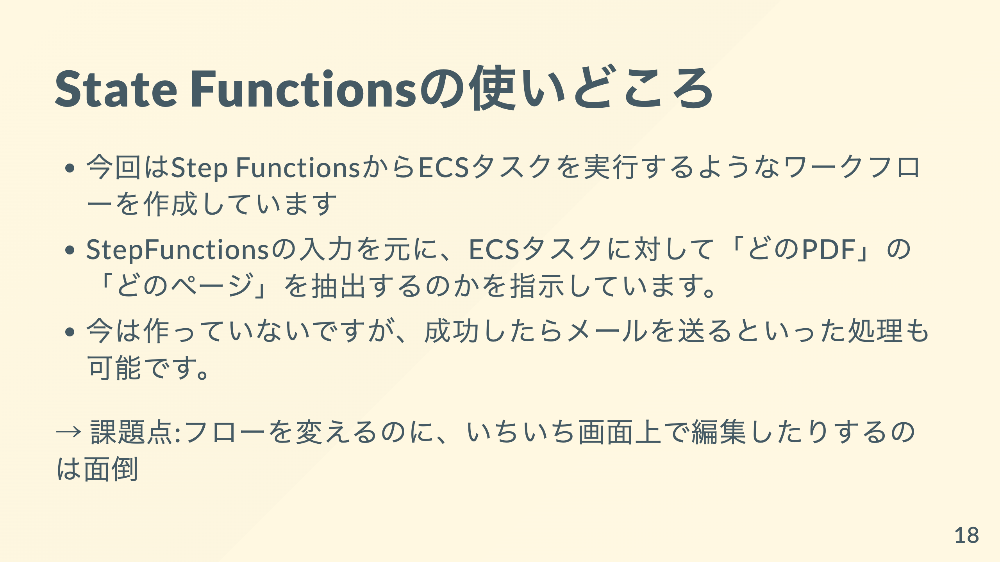 State Functionsの使いどころ
• 今回はStep FunctionsからECSタスクを実行するようなワークフロ
ーを作成しています
• StepFunctionsの入力を元に、ECSタスクに対して「どのPDF」の
「どのページ」を抽出するのかを指示しています。
• 今は作っていないですが、成功したらメールを送るといった処理も
可能です。
→ 課題点:フローを変えるのに、いちいち画面上で編集したりするの
は面倒
18